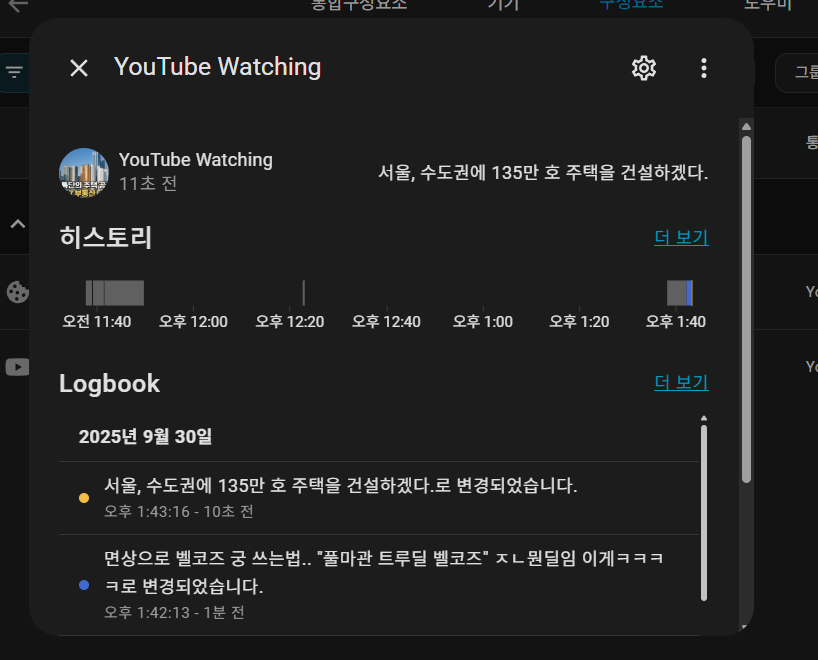 통합구성요소 기기 구성요소 도우미
YouTube Watching
그룹
YouTube Watching
11초 전
서울, 수도권에 135만 호 주택을 건설하겠다.
히스토리
더 보기
오전 11:40 오후 12:00 오후 12:20 오후 12:40 오후 1:00 오후 1:20 오후 1:40
Logbook
더 보기
2025년 9월 30일
서울, 수도권에 135만 호 주택을 건설하겠다.로 변경되었습니다.
오후 1:43:16 - 10초 전
면상으로 벨코즈 궁 쓰는법.. "풀마관 트루딜 벨코즈" ㅈㄴ뭔딜임 이게ㅋㅋㅋ
ㅋ로 변경되었습니다.
오후 1:42:13 - 1분 전